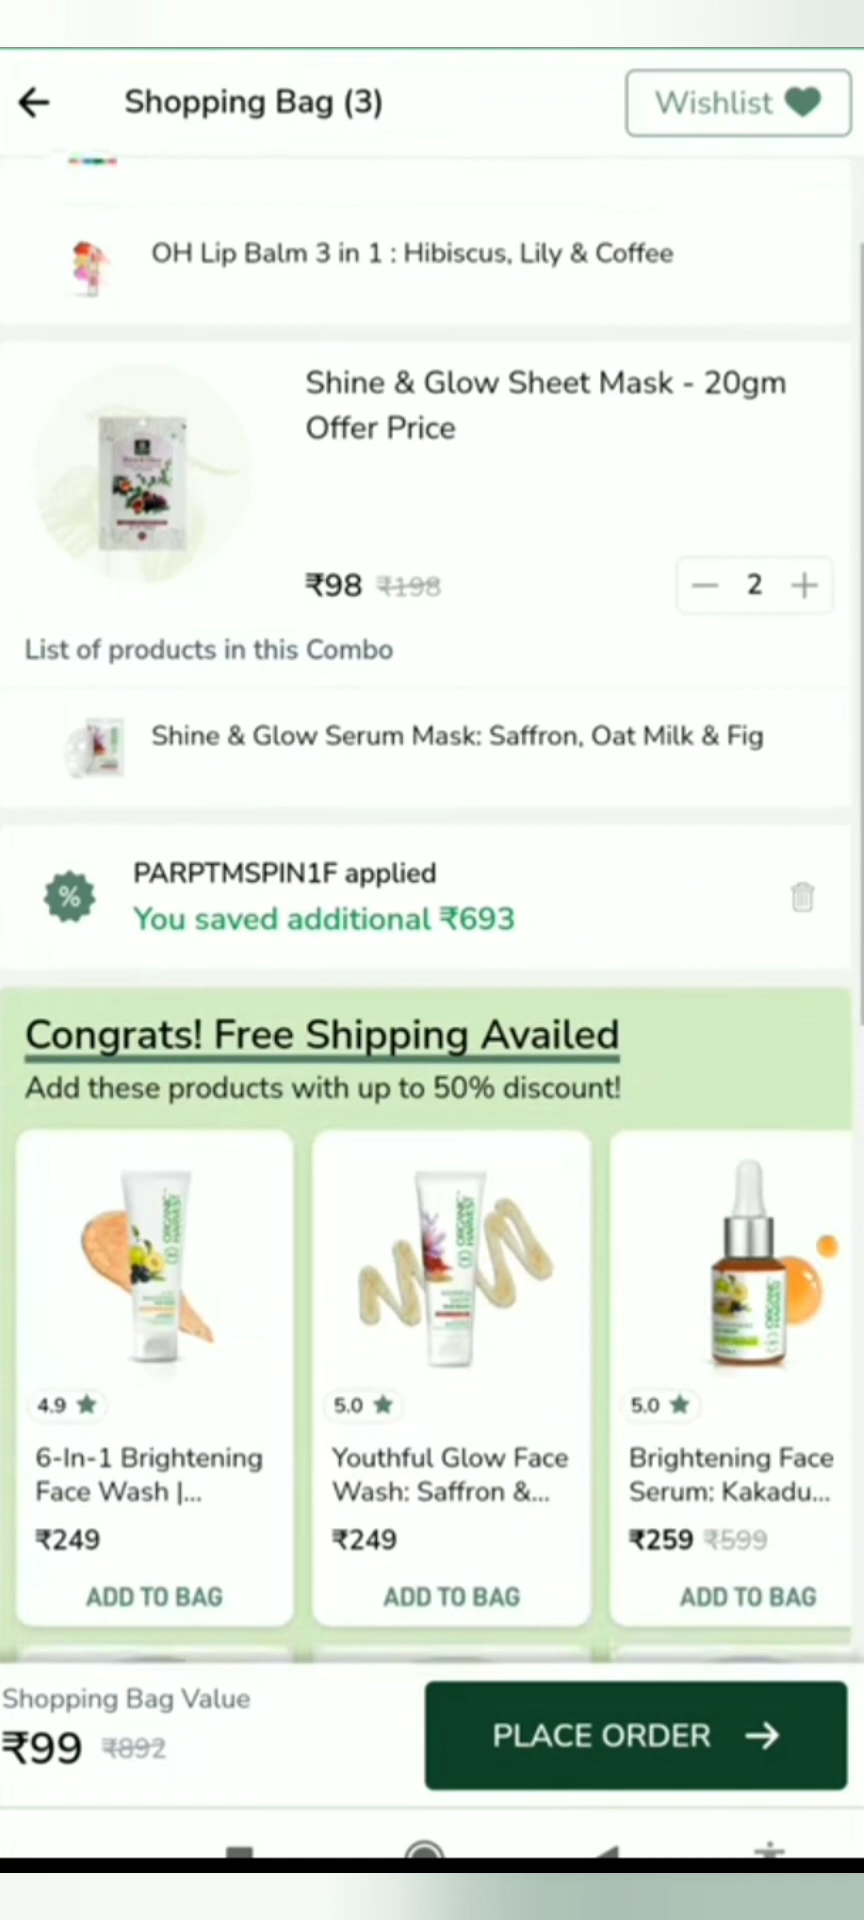 Shopping Bag (3)
Wishlist
OH Lip Balm 3 in 1 : Hibiscus, Lily & Coffee
Shine & Glow Sheet Mask - 20gm
Offer Price
₹98 ₹198
2
List of products in this Combo
Shine & Glow Serum Mask: Saffron, Oat Milk & Fig
%
PARPTMSPIN1F applied
You saved additional ₹693
Congrats! Free Shipping Availed
Add these products with up to 50% discount!
ORGANIC HARVEST
ORGANIC HARVEST
ORGANIC
4.9
5.0
5.0
6-In-1 Brightening
Face Wash |...
Youthful Glow Face
Wash: Saffron &...
Brightening Face
Serum: Kakadu...
₹249
₹249
₹259 ₹599
ADD TO BAG
ADD TO BAG
ADD TO BAG
Shopping Bag Value
₹99 ₹892
PLACE ORDER